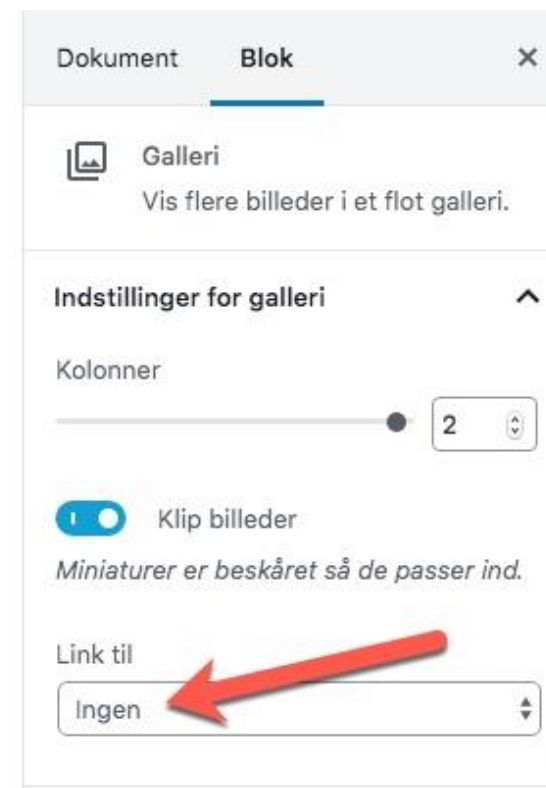 Dokument Blok
Galleri
Vis flere billeder i et flot galleri.
Indstillinger for galleri
Kolonner
2
Klip billeder
Miniaturer er beskåret så de passer ind.
Link til
Ingen